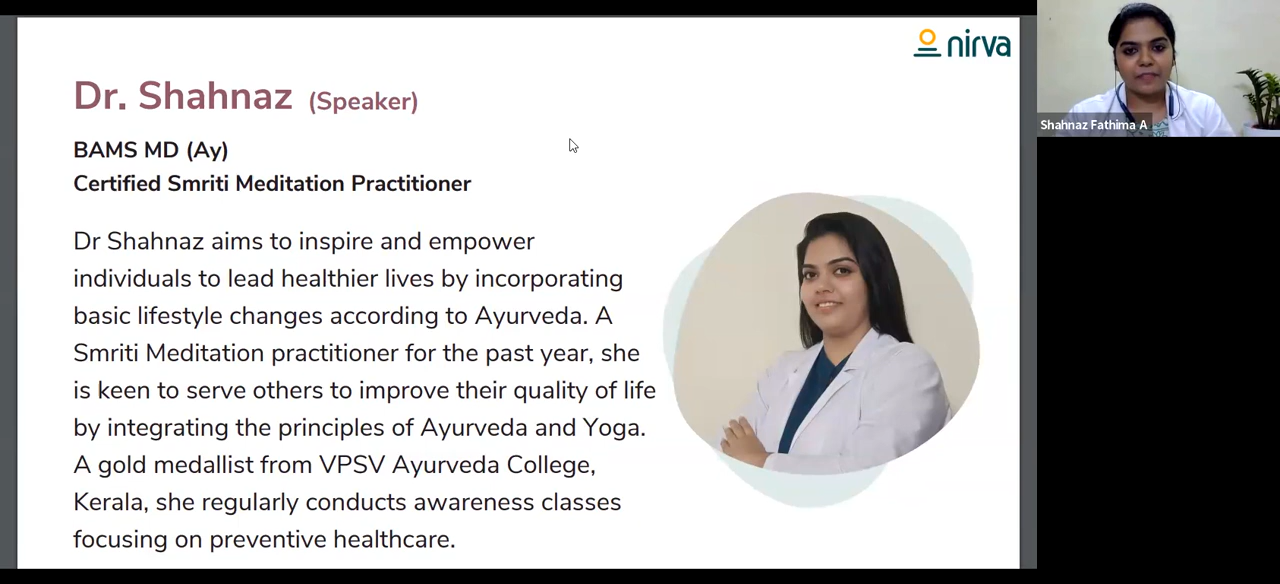 nirva
Dr. Shahnaz (Speaker)
BAMS MD (Ay)
Certified Smriti Meditation Practitioner
Dr Shahnaz aims to inspire and empower
individuals to lead healthier lives by incorporating
basic lifestyle changes according to Ayurveda. A
Smriti Meditation practitioner for the past year, she
is keen to serve others to improve their quality of life
by integrating the principles of Ayurveda and Yoga.
A gold medallist from VPSV Ayurveda College,
Kerala, she regularly conducts awareness classes
focusing on preventive healthcare.
Shahnaz Fathima A